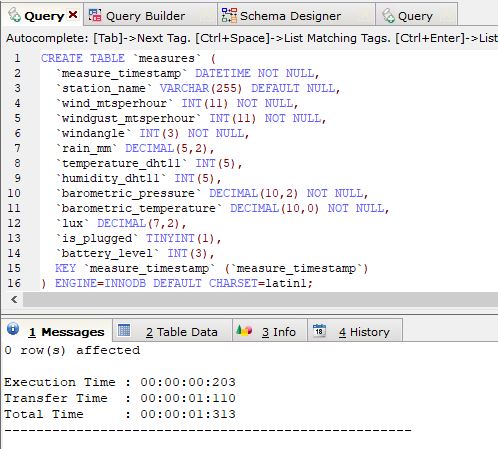 Query Query Builder Schema Designer Query
Autocomplete: [Tab]->Next Tag. [Ctrl+Space]->List Matching Tags. [Ctrl+Enter]->List
1 CREATE TABLE `measures` (
2 `measure_timestamp` DATETIME NOT NULL,
3 `station_name` VARCHAR(255) DEFAULT NULL,
4 `wind_mtsperhour` INT(11) NOT NULL,
5 `windgust_mtsperhour` INT(11) NOT NULL,
6 `windangle` INT(3) NOT NULL,
7 `rain_mm` DECIMAL(5,2),
8 `temperature_dht11` INT(5),
9 `humidity_dht11` INT(5),
10 `barometric_pressure` DECIMAL(10,2) NOT NULL,
11 `barometric_temperature` DECIMAL(10,0) NOT NULL,
12 `lux` DECIMAL(7,2),
13 `is_plugged` TINYINT(1),
14 `battery_level` INT(3),
15 KEY `measure_timestamp` (`measure_timestamp`)
16 ) ENGINE=INNODB DEFAULT CHARSET=latin1;
1 Messages 2 Table Data 3 Info 18 4 History
0 row(s) affected
Execution Time : 00:00:00:203
Transfer Time : 00:00:01:110
Total Time : 00:00:01:313
--------------------------------------------------